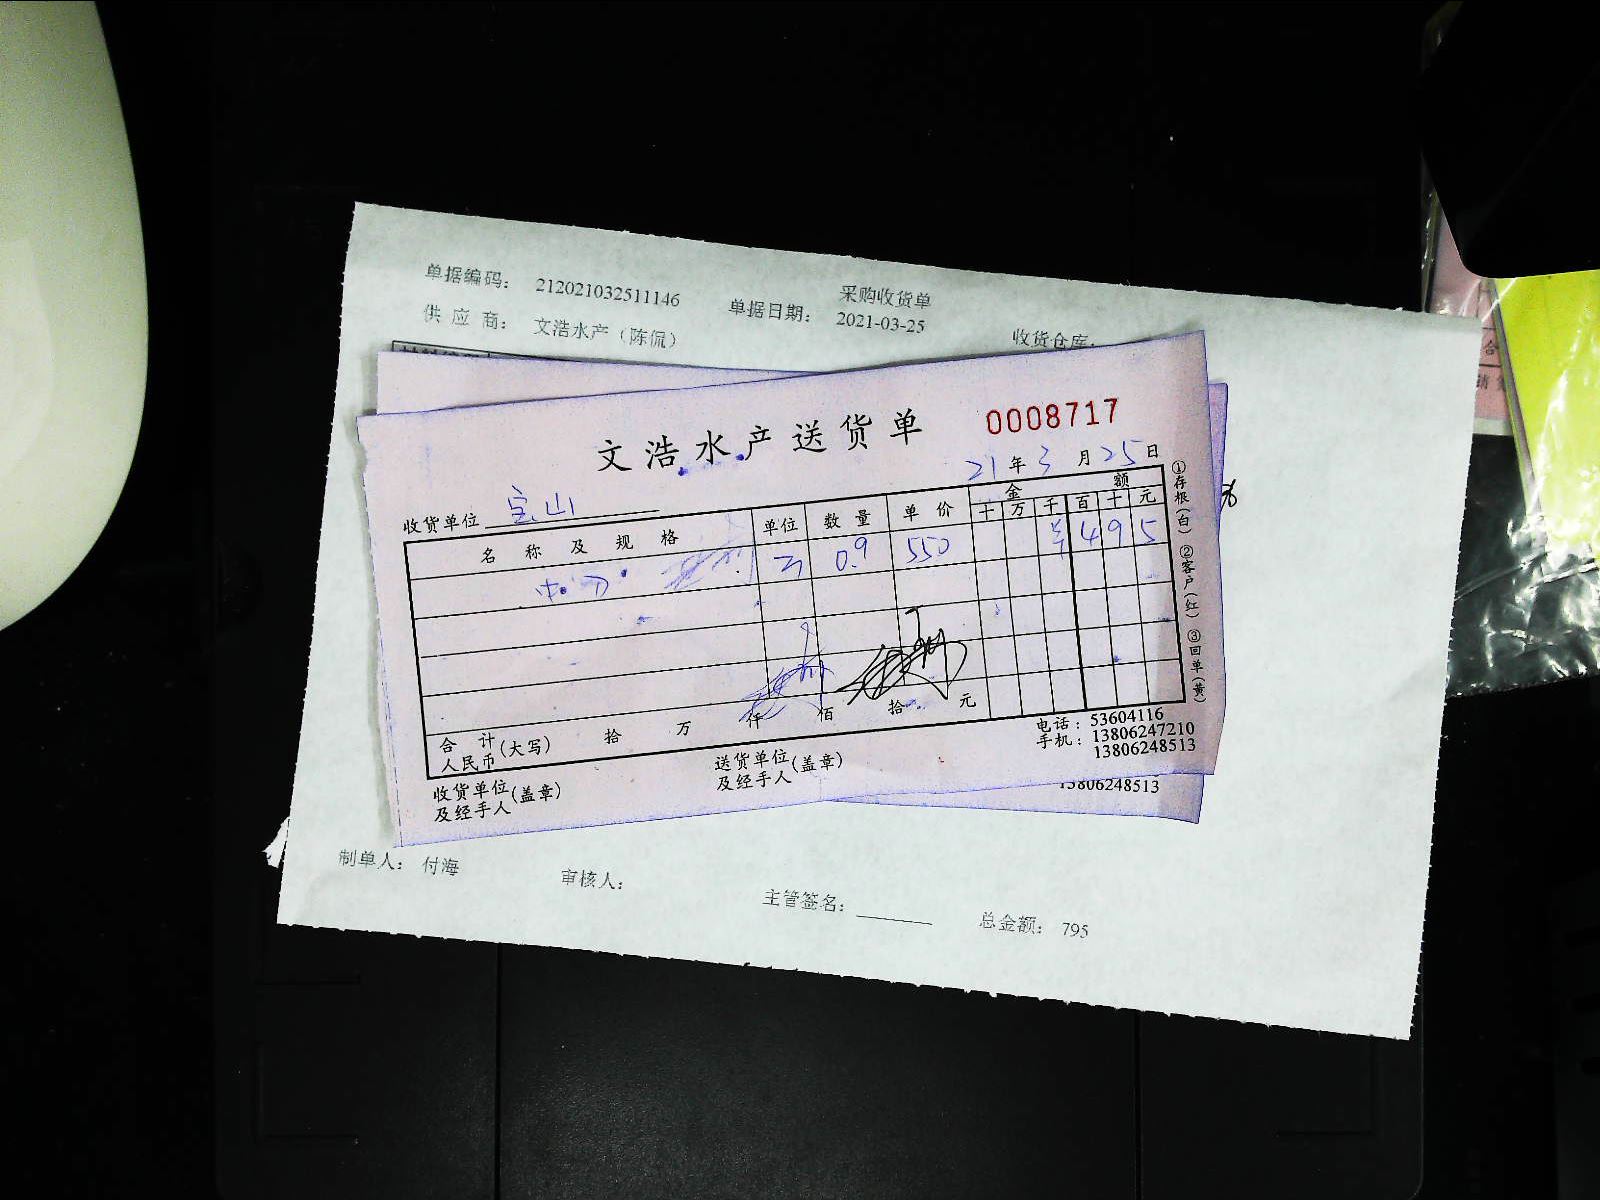 采购收货单
单据编码： 212021032511146 单据日期： 2021-03-25
供 应 商： 文浩水产（陈侃） 收货仓库：
文浩水产送货单 0008717
21 年 3 月 25 日
收货单位 宝山
名 称 及 规 格 单位 数 量 单 价 金 额
十 万 千 百 十 元
0.9 550 ¥ 4 9 5
合 计
人民币(大写) 拾 万 仟 佰 拾 元
收货单位
及经手人(盖章)
送货单位
及经手人(盖章)
电话：53604116
手机：13806247210
13806248513
①存根(白) ②客户(红) ③回单(黄)
13806248513
制单人： 付海 审核人： 主管签名： 总金额： 795